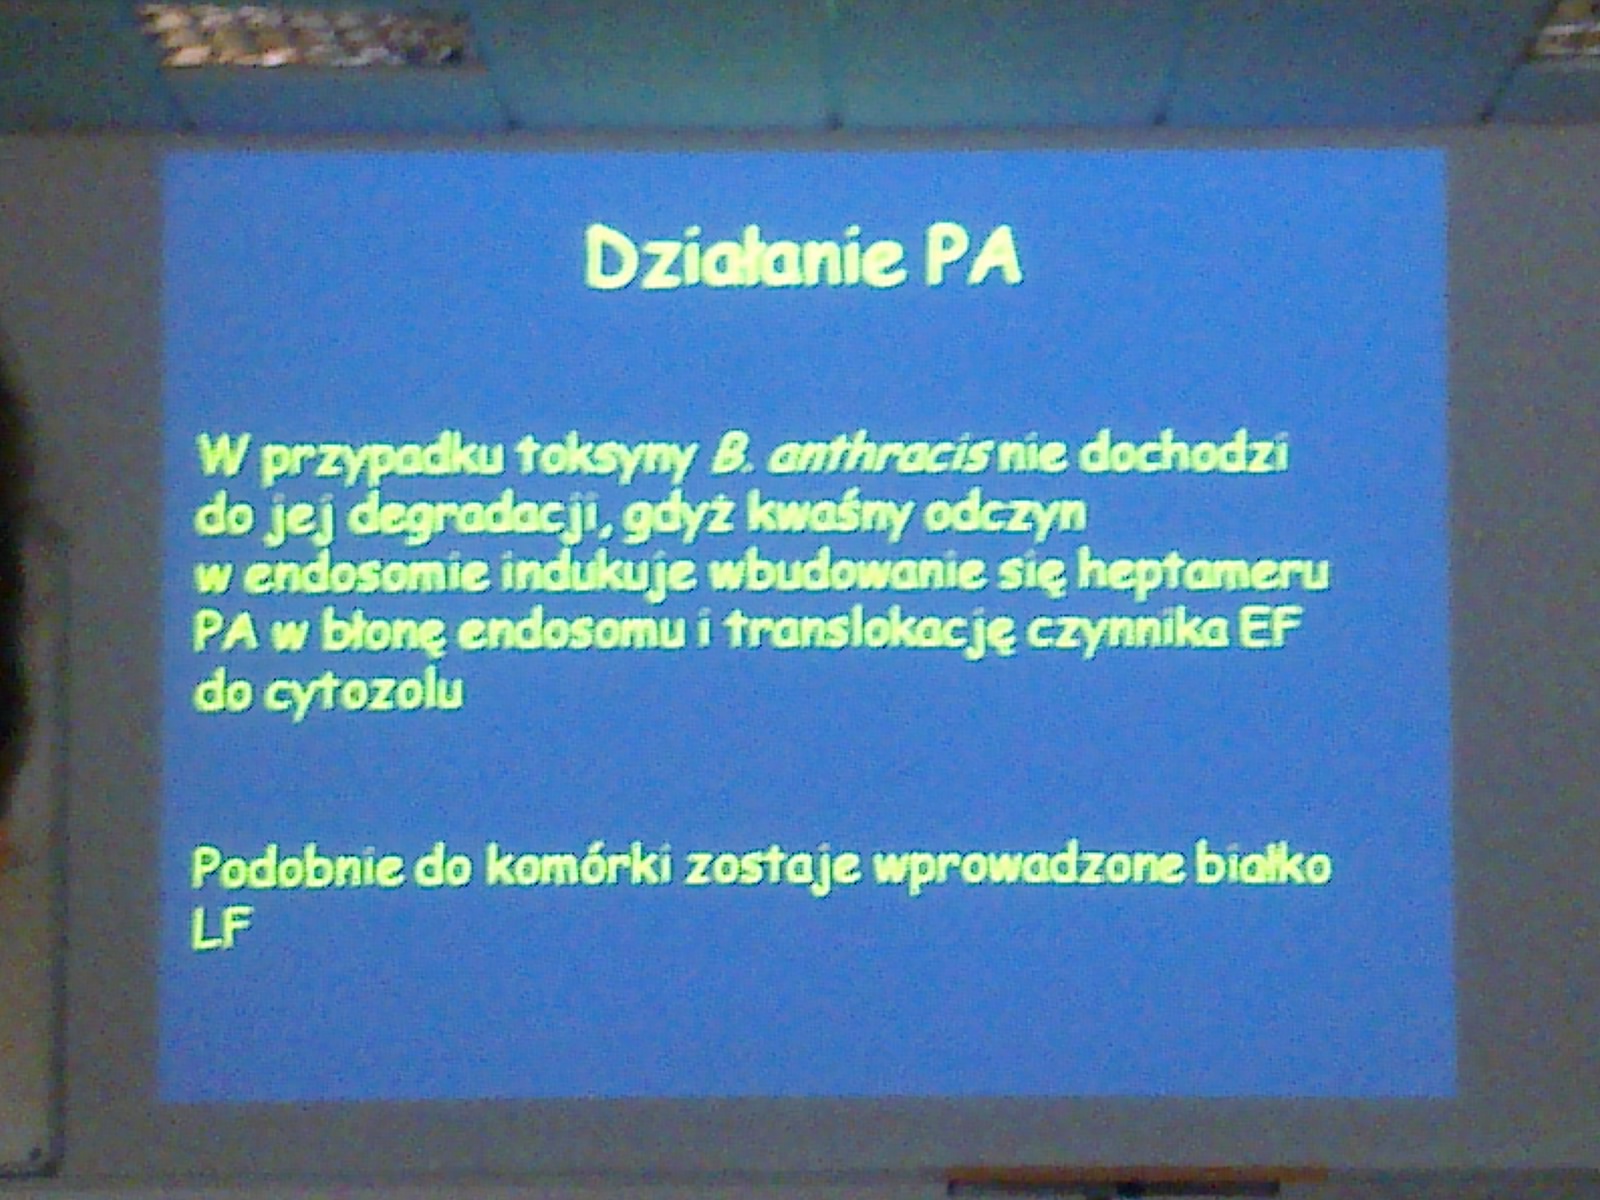 Działanie PA
W przypadku toksyny B. anthracis nie dochodzi
do jej degradacji, gdyż kwaśny odczyn
w endosomie indukuje wbudowanie się heptameru
PA w błonę endosomu i translokację czynnika EF
do cytozolu
Podobnie do komórki zostaje wprowadzone białko
LF